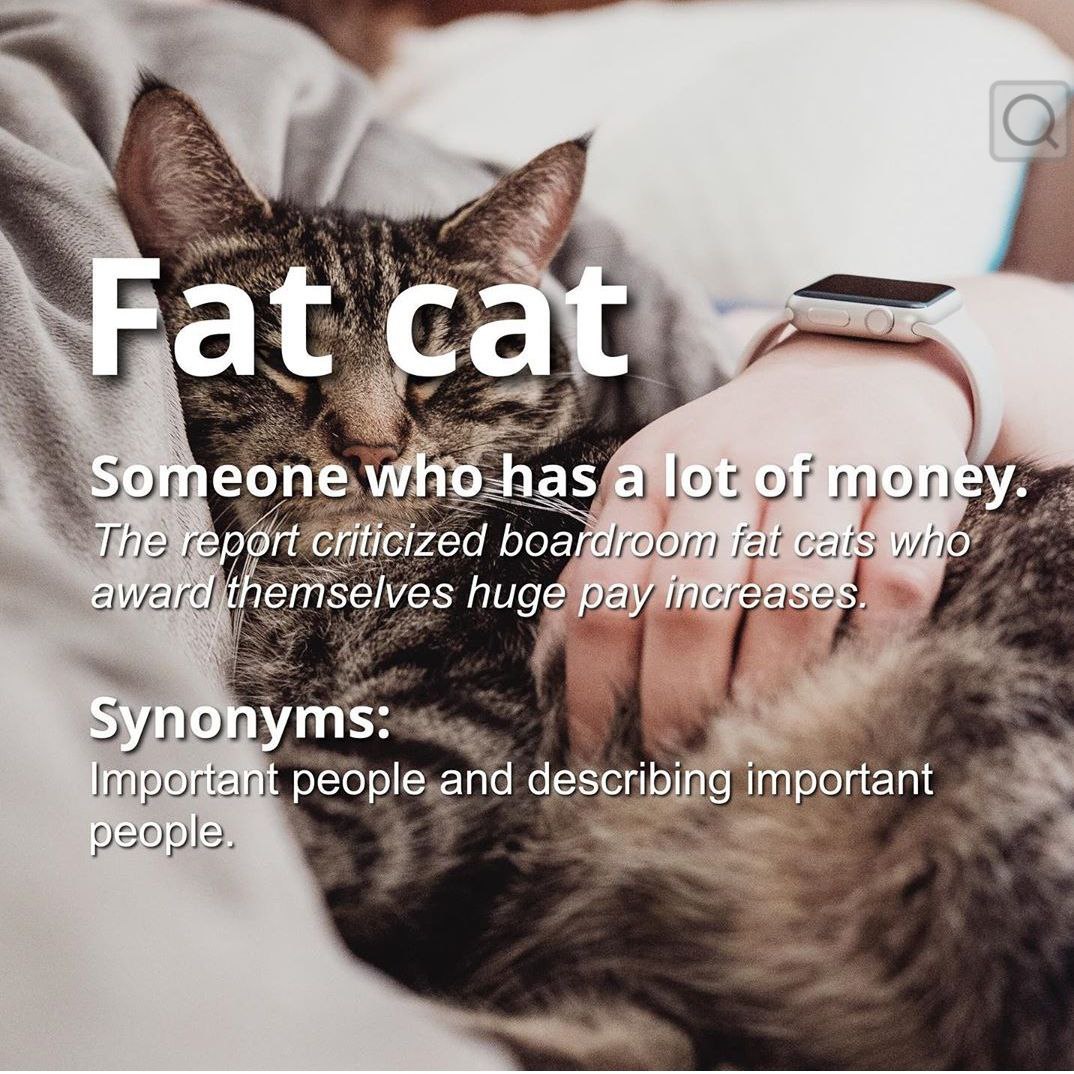 Fat cat
Someone who has a lot of money.
The report criticized boardroom fat cats who
award themselves huge pay increases.
Synonyms:
Important people and describing important
people.